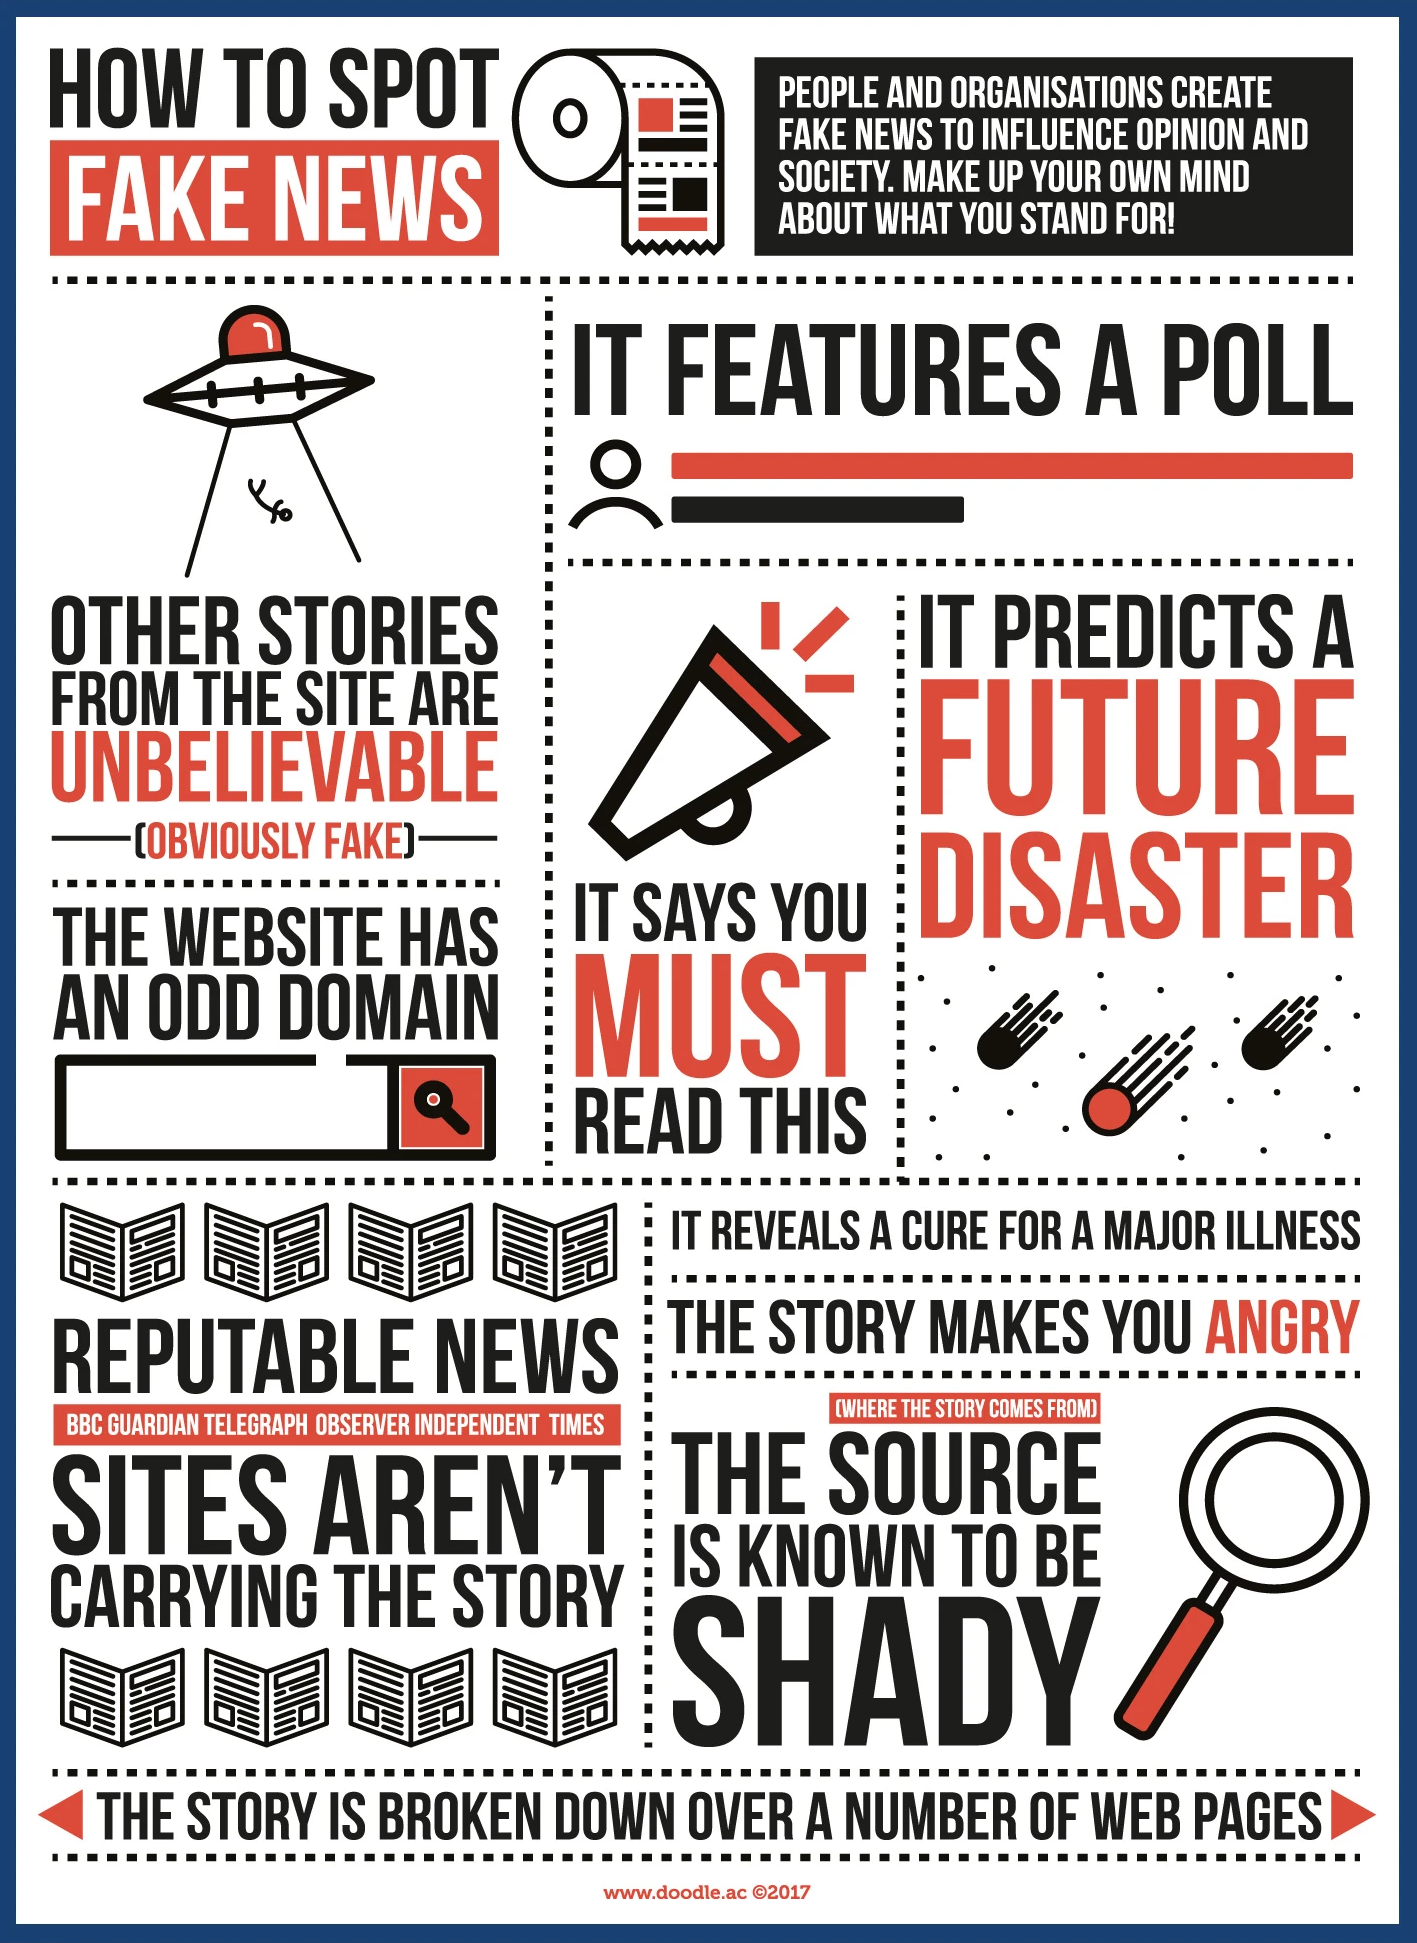 HOW TO SPOT
FAKE NEWS
PEOPLE AND ORGANISATIONS CREATE
FAKE NEWS TO INFLUENCE OPINION AND
SOCIETY. MAKE UP YOUR OWN MIND
ABOUT WHAT YOU STAND FOR!
OTHER STORIES
FROM THE SITE ARE
UNBELIEVABLE
(OBVIOUSLY FAKE)
THE WEBSITE HAS
AN ODD DOMAIN
IT FEATURES A POLL
IT SAYS YOU
MUST
READ THIS
IT PREDICTS A
FUTURE
DISASTER
REPUTABLE NEWS
BBC GUARDIAN TELEGRAPH OBSERVER INDEPENDENT TIMES
SITES AREN'T
CARRYING THE STORY
IT REVEALS A CURE FOR A MAJOR ILLNESS
THE STORY MAKES YOU ANGRY
(WHERE THE STORY COMES FROM)
THE SOURCE
IS KNOWN TO BE
SHADY
THE STORY IS BROKEN DOWN OVER A NUMBER OF WEB PAGES
www.doodle.ac ©2017